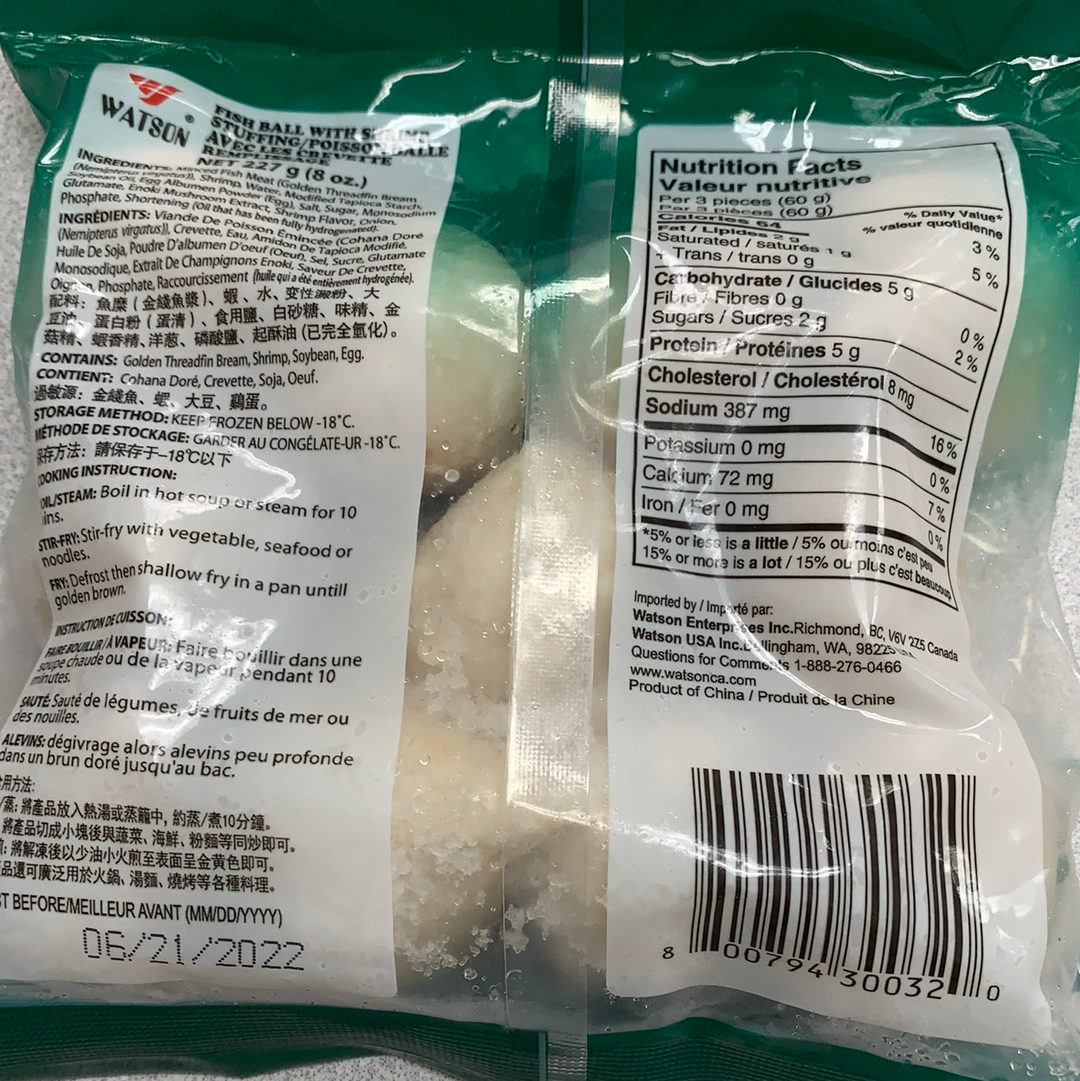 WATSON®
FISH BALL WITH SHRIMP
STUFFING/POISSON BALLE
AVEC LES CREVETTE
REMPLISSAGE
NET 227 g (8 oz.)
INGREDIENTS: Minced Fish Meat (Golden Threadfin Bream
(Nemipterus virgatus)), Shrimp, Water, Modified Tapioca Starch,
Soybean Oil, Egg Albumen Powder (Egg), Salt, Sugar, Monosodium
Glutamate, Enoki Mushroom Extract, Shrimp Flavor, Onion,
Phosphate, Shortening (Oil that has been fully hydrogenated).
INGRÉDIENTS: Viande De Poisson Emincée (Cohana Doré
(Nemipterus virgatus)), Crevette, Eau, Amidon De Tapioca Modifié,
Huile De Soja, Poudre D'albumen D'oeuf (Oeuf), Sel, Sucre, Glutamate
Monosodique, Extrait De Champignons Enoki, Saveur De Crevette,
Oignon, Phosphate, Raccourcissement (huile qui a été entièrement hydrogénée).
配料: 魚糜 (金綫魚漿)、蝦、水、变性澱粉、大
豆油、蛋白粉 (蛋清)、食用鹽、白砂糖、味精、金
菇精、蝦香精、洋葱、磷酸鹽、起酥油 (已完全氫化)。
CONTAINS: Golden Threadfin Bream, Shrimp, Soybean, Egg.
CONTIENT: Cohana Doré, Crevette, Soja, Oeuf.
過敏源: 金綫魚、蝦、大豆、鷄蛋。
STORAGE METHOD: KEEP FROZEN BELOW -18°C.
MÉTHODE DE STOCKAGE: GARDER AU CONGÉLATE-UR -18°C.
保存方法: 請保存于–18℃以下
COOKING INSTRUCTION:
OIL/STEAM: Boil in hot soup or steam for 10
ins.
STIR-FRY: Stir-fry with vegetable, seafood or
noodles.
FRY: Defrost then shallow fry in a pan untill
golden brown.
INSTRUCTION DE CUISSON:
FAIRE BOUILLIR/À VAPEUR: Faire bouillir dans une
soupe chaude ou de la vapeur pendant 10
minutes.
SAUTÉ: Sauté de légumes, de fruits de mer ou
des nouilles.
ALEVINS: dégivrage alors alevins peu profonde
dans un brun doré jusqu'au bac.
用方法:
/蒸: 將產品放入熱湯或蒸籠中, 約蒸/煮10分鐘。
將產品切成小塊後與蔬菜、海鮮、粉麵等同炒即可。
: 將解凍後以少油小火煎至表面呈金黄色即可。
品還可廣泛用於火鍋、湯麵、燒烤等各種料理。
ST BEFORE/MEILLEUR AVANT (MM/DD/YYYY)
06/21/2022
Nutrition Facts
Valeur nutritive
Per 3 pieces (60 g)
Par 3 pièces (60 g)
% Daily Value*
% valeur quotidienne
Calories 64
Fat / Lipides 2 g 3 %
Saturated / saturés 1 g
+ Trans / trans 0 g 5 %
Carbohydrate / Glucides 5 g
Fibre / Fibres 0 g 0 %
Sugars / Sucres 2 g 2 %
Protein / Protéines 5 g
Cholesterol / Cholestérol 8 mg
Sodium 387 mg 16 %
Potassium 0 mg 0 %
Calcium 72 mg 7 %
Iron / Fer 0 mg 0 %
*5% or less is a little / 5% ou moins c'est peu
15% or more is a lot / 15% ou plus c'est beaucoup
Imported by / Importé par:
Watson Enterprises Inc.Richmond, BC, V6V 2Z5 Canada
Watson USA Inc.Bellingham, WA, 98225
Questions for Comments 1-888-276-0466
www.watsonca.com
Product of China / Produit de la Chine
8 00794 30032 0